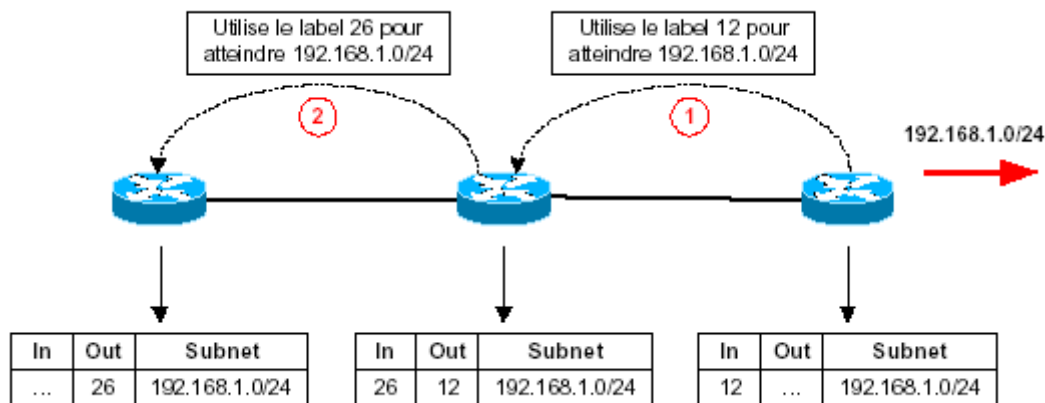 Utilise le label 26 pour
atteindre 192.168.1.0/24
Utilise le label 12 pour
atteindre 192.168.1.0/24
2
1
192.168.1.0/24
In Out Subnet
... 26 192.168.1.0/24
In Out Subnet
26 12 192.168.1.0/24
In Out Subnet
12 ... 192.168.1.0/24